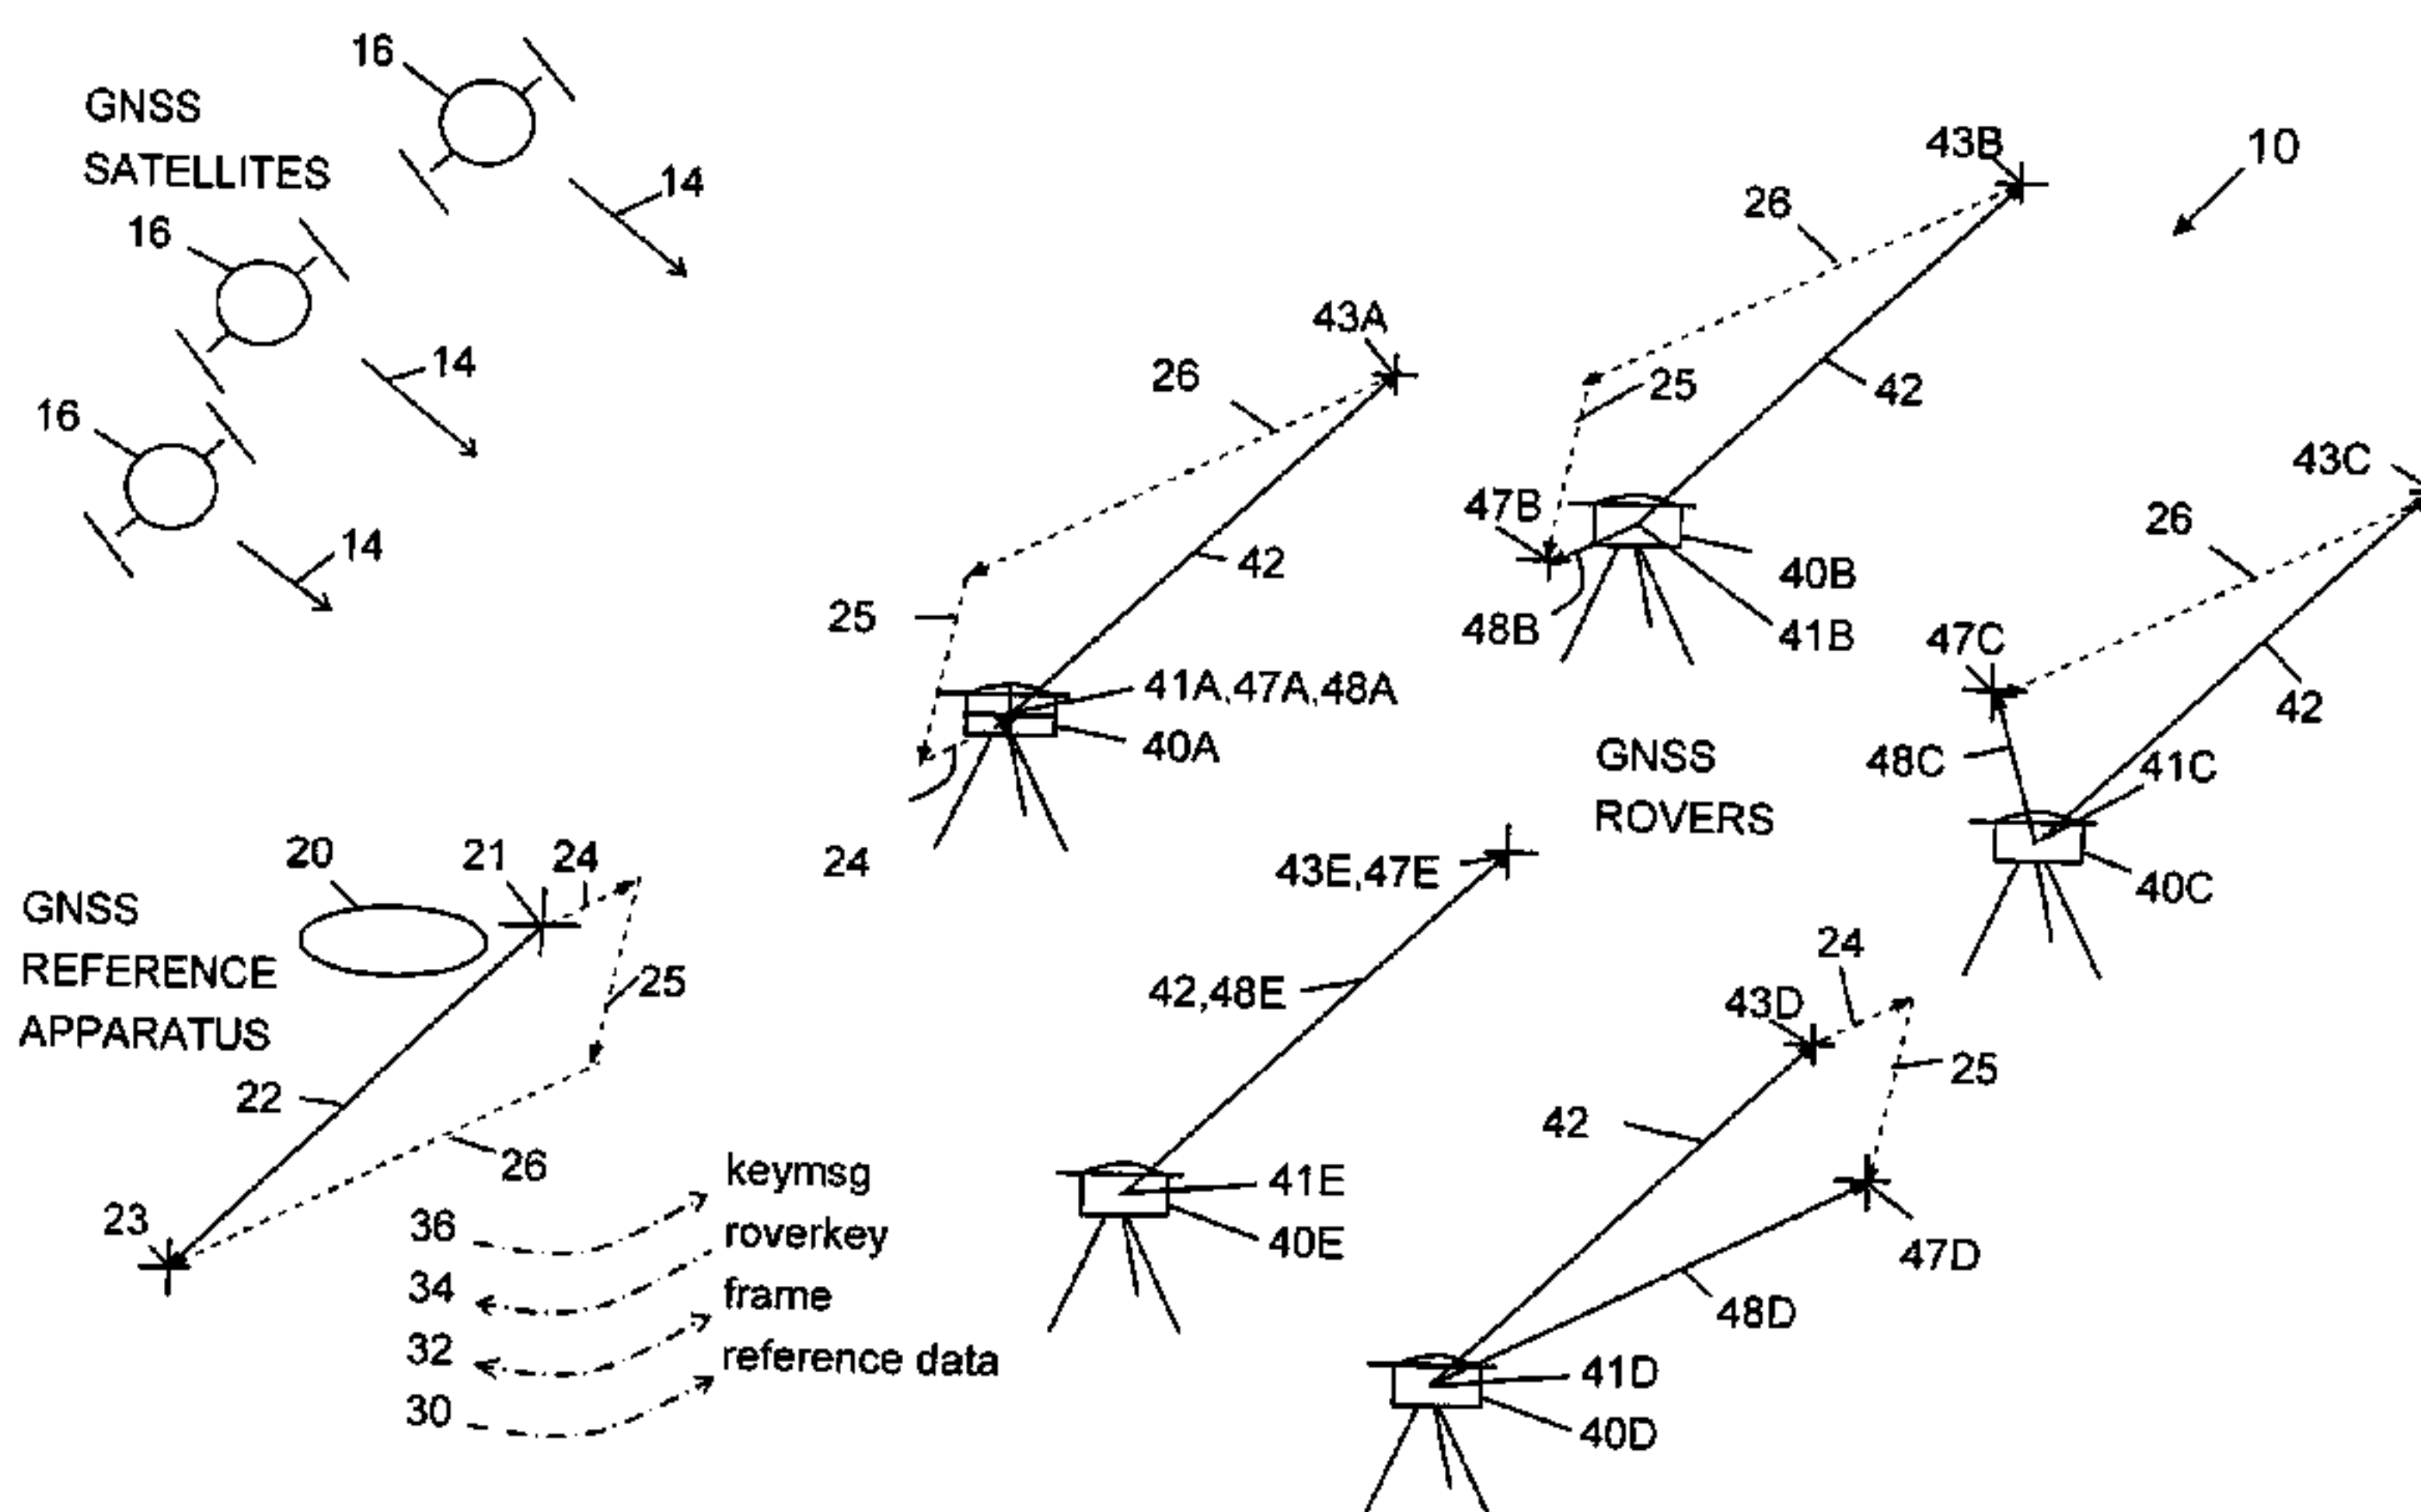 16
GNSS
SATELLITES
14
16
14
16
14
43B
10
26
43A
26
25
42
43C
42
47B
26
40B
25
48B
41B
47C
41A,47A,48A
42
40A
GNSS
ROVERS
48C
41C
24
40C
20
21
24
GNSS
REFERENCE
APPARATUS
25
43E,47E
24
42,48E
43D
25
22
42
26
23
41E
40E
47D
48D
36
keymsg
34
roverkey
32
frame
30
reference data
41D
40D